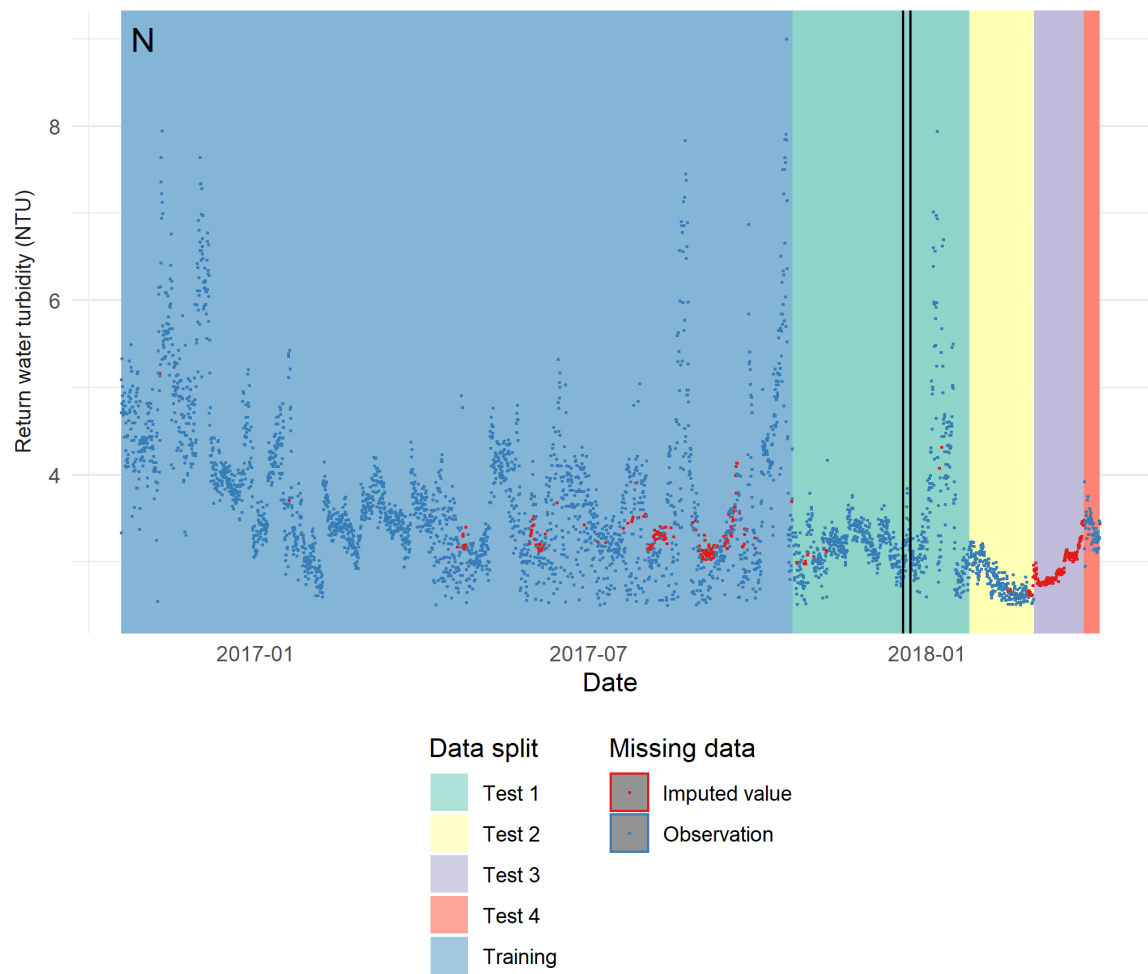 N
8
6
4
Return water turbidity (NTU)
2017-01 2017-07 2018-01
Date
Data split
Test 1
Test 2
Test 3
Test 4
Training
Missing data
Imputed value
Observation